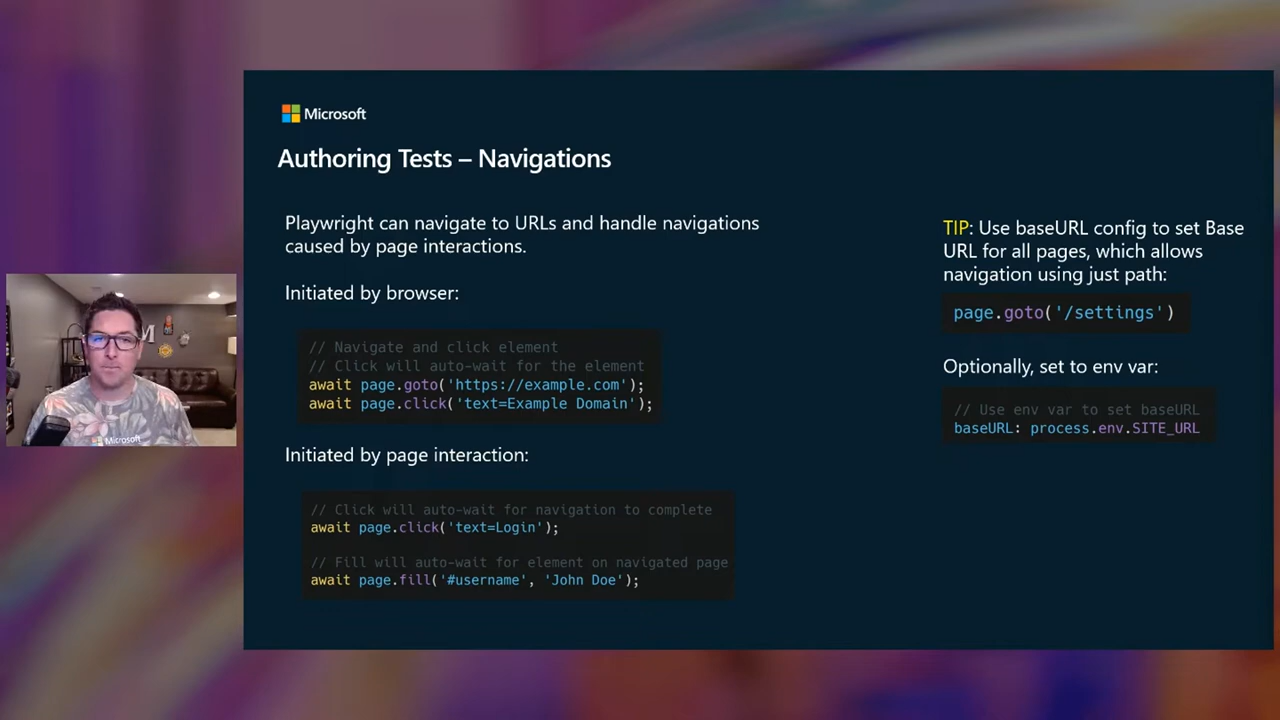 Microsoft
Authoring Tests – Navigations
Playwright can navigate to URLs and handle navigations
caused by page interactions.
Initiated by browser:
// Navigate and click element
// Click will auto-wait for the element
await page.goto('https://example.com');
await page.click('text=Example Domain');
Initiated by page interaction:
// Click will auto-wait for navigation to complete
await page.click('text=Login');
// Fill will auto-wait for element on navigated page
await page.fill('#username', 'John Doe');
TIP: Use baseURL config to set Base
URL for all pages, which allows
navigation using just path:
page.goto('/settings')
Optionally, set to env var:
// Use env var to set baseURL
baseURL: process.env.SITE_URL
M
Microsoft